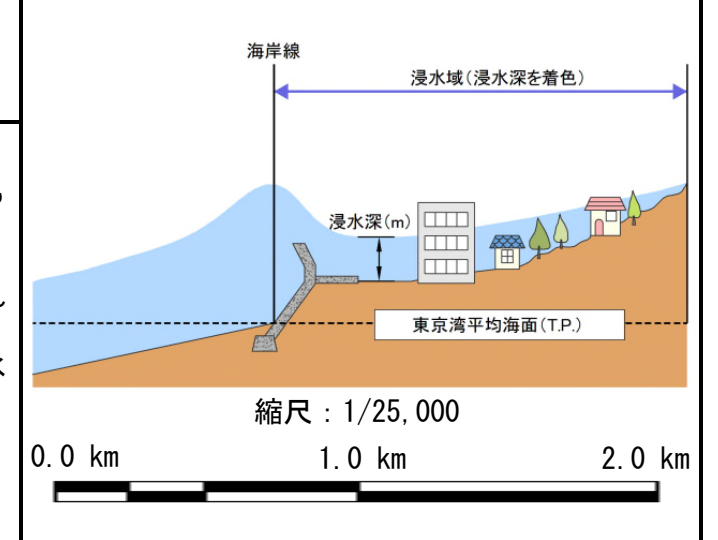 海岸線
浸水域(浸水深を着色)
浸水深(m)
東京湾平均海面(T.P.)
縮尺:1/25,000
0.0 km 1.0 km 2.0 km